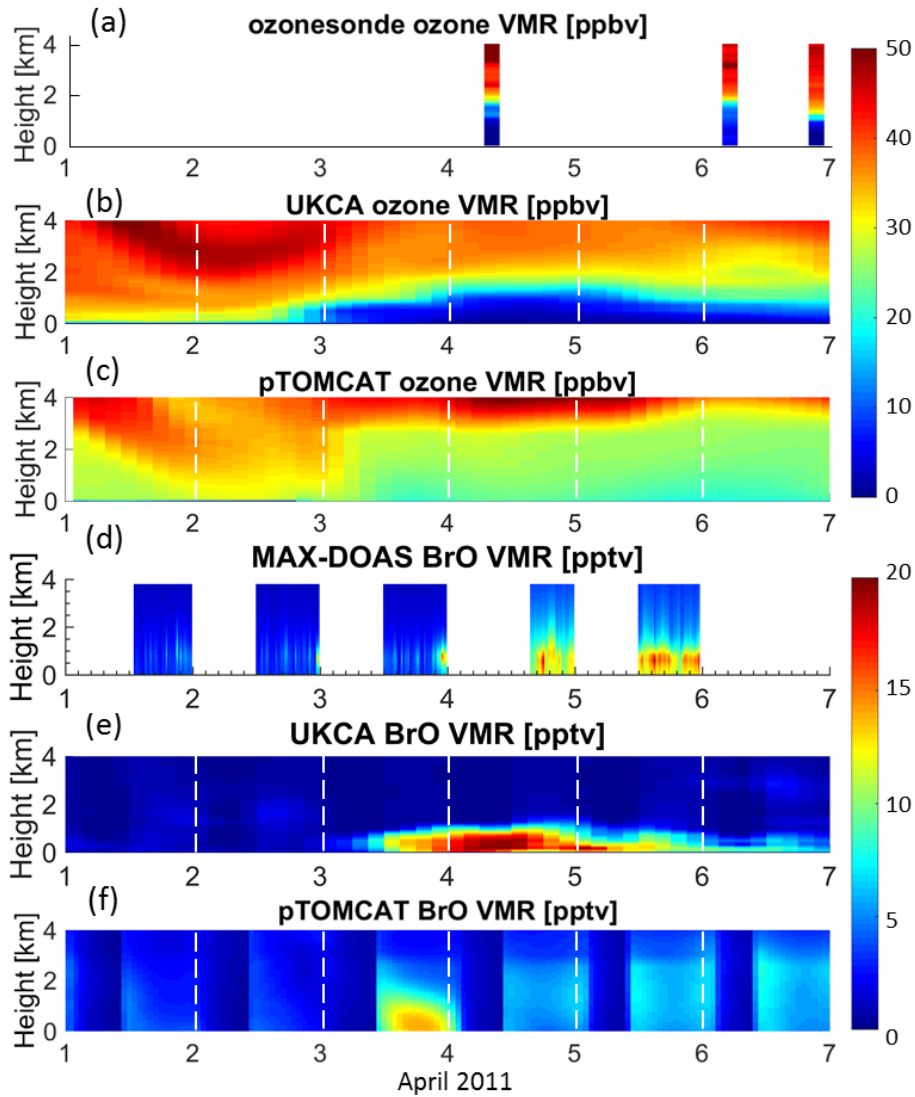 (a) ozonesonde ozone VMR [ppbv]
Height [km]
4
2
0
1 2 3 4 5 6 7
(b) UKCA ozone VMR [ppbv]
Height [km]
4
2
0
1 2 3 4 5 6 7
(c) pTOMCAT ozone VMR [ppbv]
Height [km]
4
2
0
1 2 3 4 5 6 7
50
40
30
20
10
0
(d) MAX-DOAS BrO VMR [pptv]
Height [km]
4
2
0
1 2 3 4 5 6 7
(e) UKCA BrO VMR [pptv]
Height [km]
4
2
0
1 2 3 4 5 6 7
(f) pTOMCAT BrO VMR [pptv]
Height [km]
4
2
0
1 2 3 4 5 6 7
20
15
10
5
0
April 2011